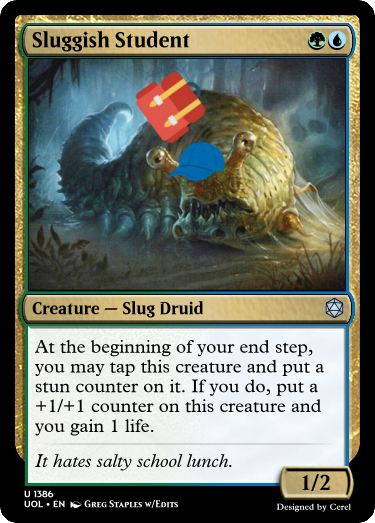 Sluggish Student
Creature — Slug Druid
At the beginning of your end step,
you may tap this creature and put a
stun counter on it. If you do, put a
+1/+1 counter on this creature and
you gain 1 life.
It hates salty school lunch.
1/2
U 1386
UOL • EN Greg Staples w/Edits
Designed by Cerel